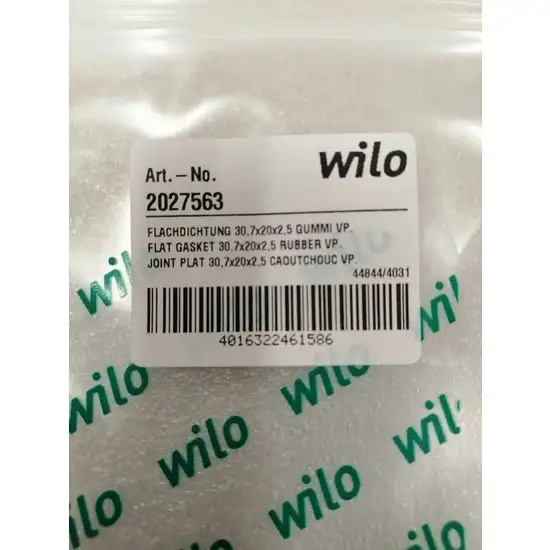 wilo
Art.–No.
2027563
FLACHDICHTUNG 30,7x20x2,5 GUMMI VP.
FLAT GASKET 30,7x20x2,5 RUBBER VP.
JOINT PLAT 30,7x20x2,5 CAOUTCHOUC VP.
44844/4031
4016322461586
wilo
wilo
wilo
wilo
wilo
wilo